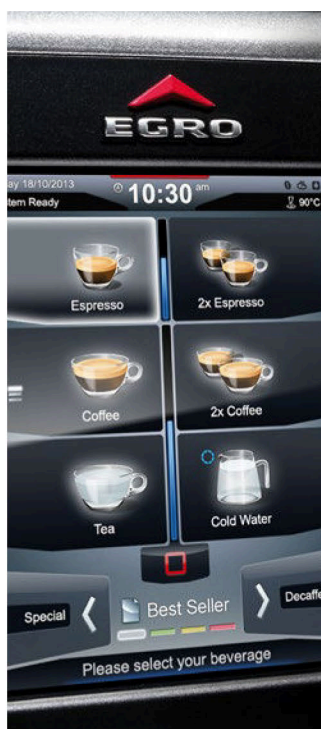 EGRO
ay 18/10/2013
10:30 am
tem Ready
90°C
Espresso
2x Espresso
Coffee
2x Coffee
Tea
Cold Water
Special
Best Seller
Decaffe
Please select your beverage